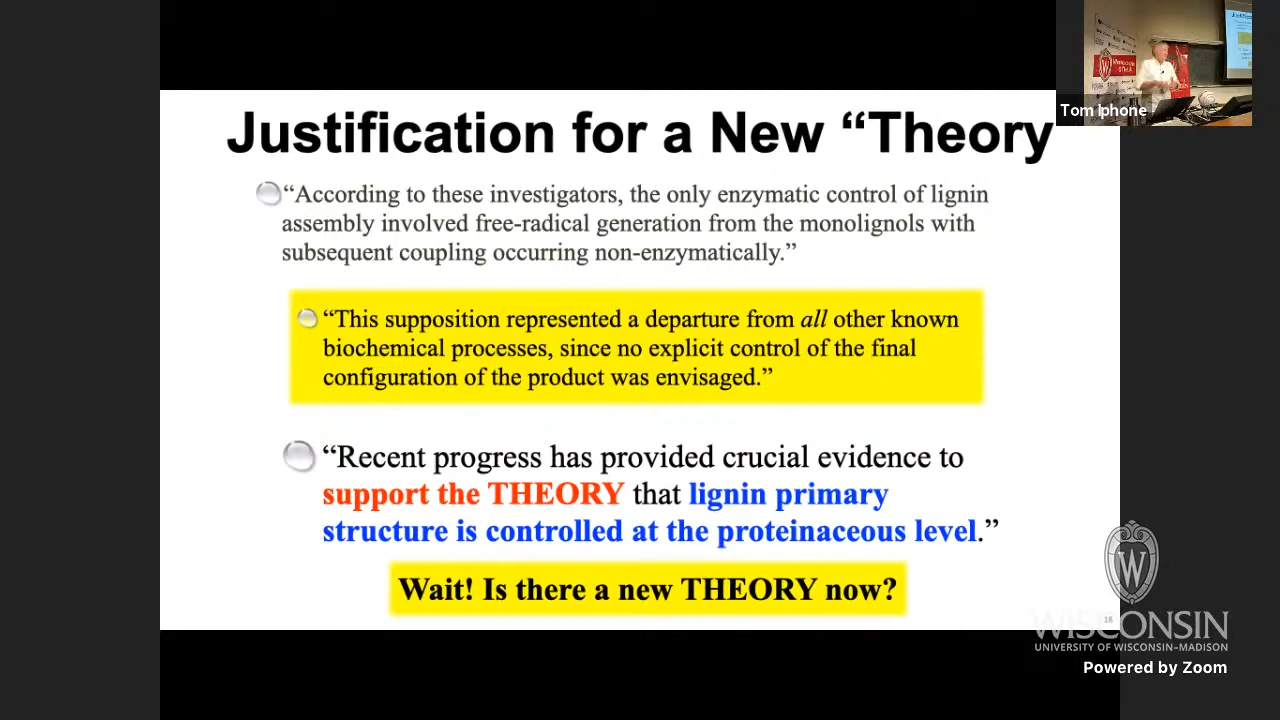 Justification for a New “Theory
“According to these investigators, the only enzymatic control of lignin
assembly involved free-radical generation from the monolignols with
subsequent coupling occurring non-enzymatically.”
“This supposition represented a departure from all other known
biochemical processes, since no explicit control of the final
configuration of the product was envisaged.”
“Recent progress has provided crucial evidence to
support the THEORY that lignin primary
structure is controlled at the proteinaceous level.”
Wait! Is there a new THEORY now?
18
Tom Iphone
W
WISCONSIN
UNIVERSITY OF WISCONSIN–MADISON
Powered by Zoom